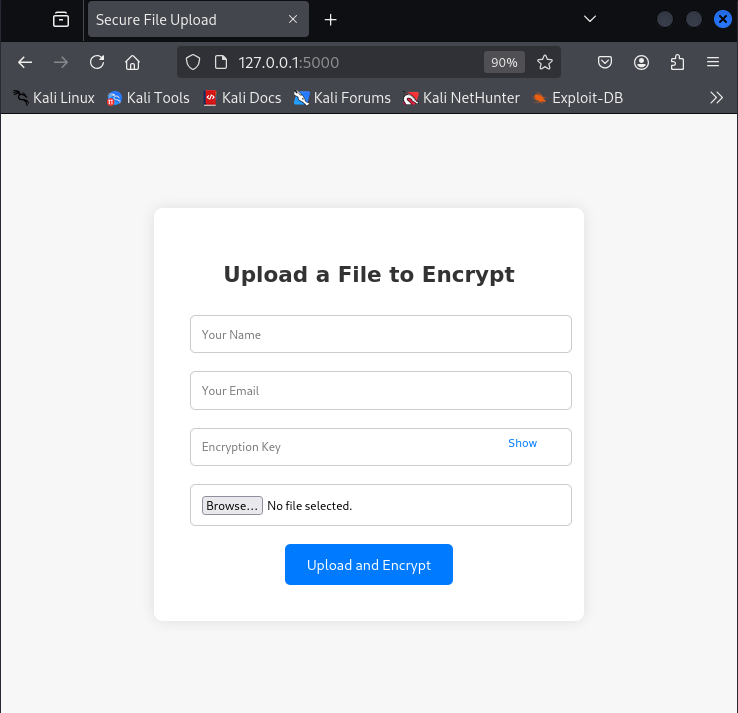 Secure File Upload
127.0.0.1:5000 90%
Kali Linux Kali Tools Kali Docs Kali Forums Kali NetHunter Exploit-DB
Upload a File to Encrypt
Your Name
Your Email
Encryption Key Show
Browse... No file selected.
Upload and Encrypt